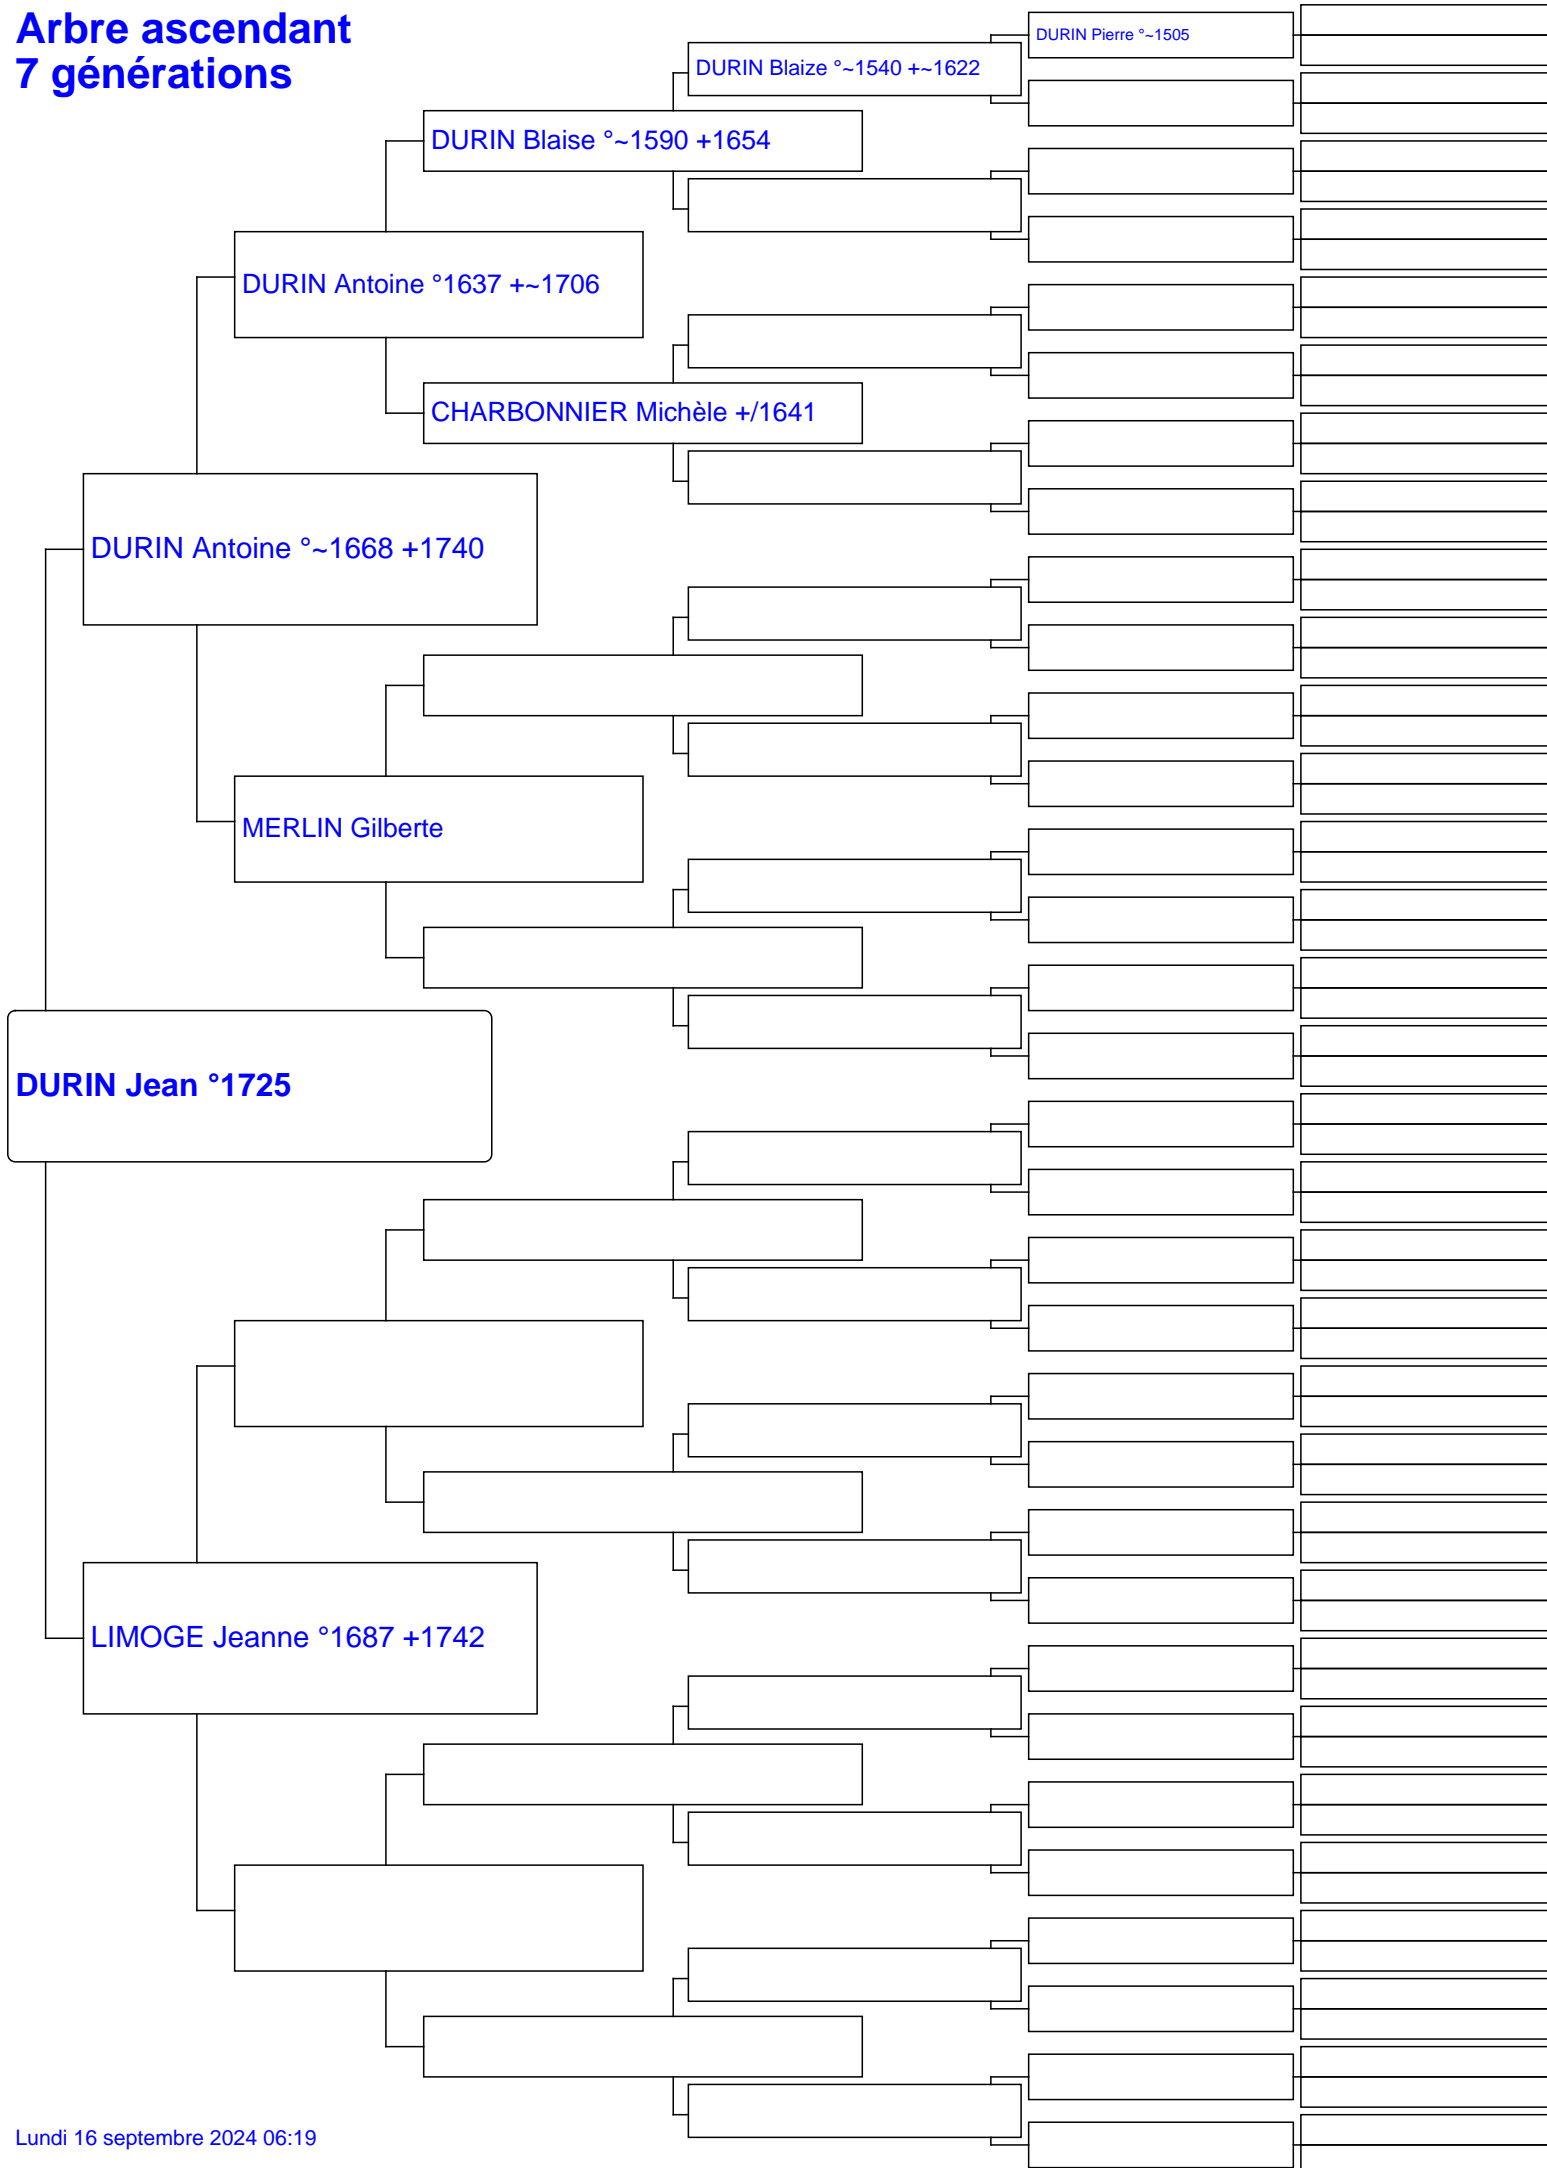 Arbre ascendant
7 générations
DURIN Pierre °~1505
DURIN Blaize °~1540 +~1622
DURIN Blaise °~1590 +1654
DURIN Antoine °1637 +~1706
CHARBONNIER Michèle +/1641
DURIN Antoine °~1668 +1740
MERLIN Gilberte
DURIN Jean °1725
LIMOGE Jeanne °1687 +1742
Lundi 16 septembre 2024 06:19